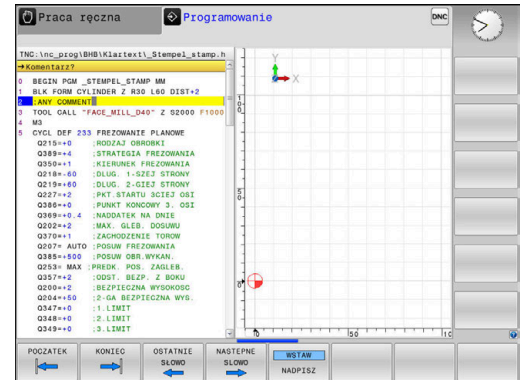 Praca ręczna
Programowanie
DNC
TNC:\nc_prog\BHB\Klartext\_Stempel_stamp.h
→Komentarz?
0 BEGIN PGM _STEMPEL_STAMP MM
1 BLK FORM CYLINDER Z R30 L60 DIST+2
2 ;ANY COMMENT
3 TOOL CALL "FACE_MILL_D40" Z S2000 F1000
4 M3
5 CYCL DEF 233 FREZOWANIE PLANOWE
Q215=+0 ;RODZAJ OBROBKI
Q389=+4 ;STRATEGIA FREZOWANIA
Q350=+1 ;KIERUNEK FREZOWANIA
Q218=-60 ;DLUG. 1-SZEJ STRONY
Q219=+60 ;DLUG. 2-GIEJ STRONY
Q227=+2 ;PKT.STARTU 3CIEJ OSI
Q386=+0 ;PUNKT KONCOWY 3. OSI
Q369=+0.4 ;NADDATEK NA DNIE
Q202=+2 ;MAX. GLEB. DOSUWU
Q370=+1 ;ZACHODZENIE TOROW
Q207= AUTO ;POSUW FREZOWANIA
Q385=+500 ;POSUW OBR.WYKAN.
Q253= MAX ;PREDK. POS. ZAGLEB.
Q357=+2 ;ODST. BEZP. Z BOKU
Q200=+2 ;BEZPIECZNA WYSOKOSC
Q204=+50 ;2-GA BEZPIECZNA WYS.
Q347=+0 ;1.LIMIT
Q348=+0 ;2.LIMIT
Q349=+0 ;3.LIMIT
Y
X
100
50
0
0
50
10
POCZATEK
KONIEC
OSTATNIE
SŁOWO
NASTEPNE
SŁOWO
WSTAW
NADPISZ